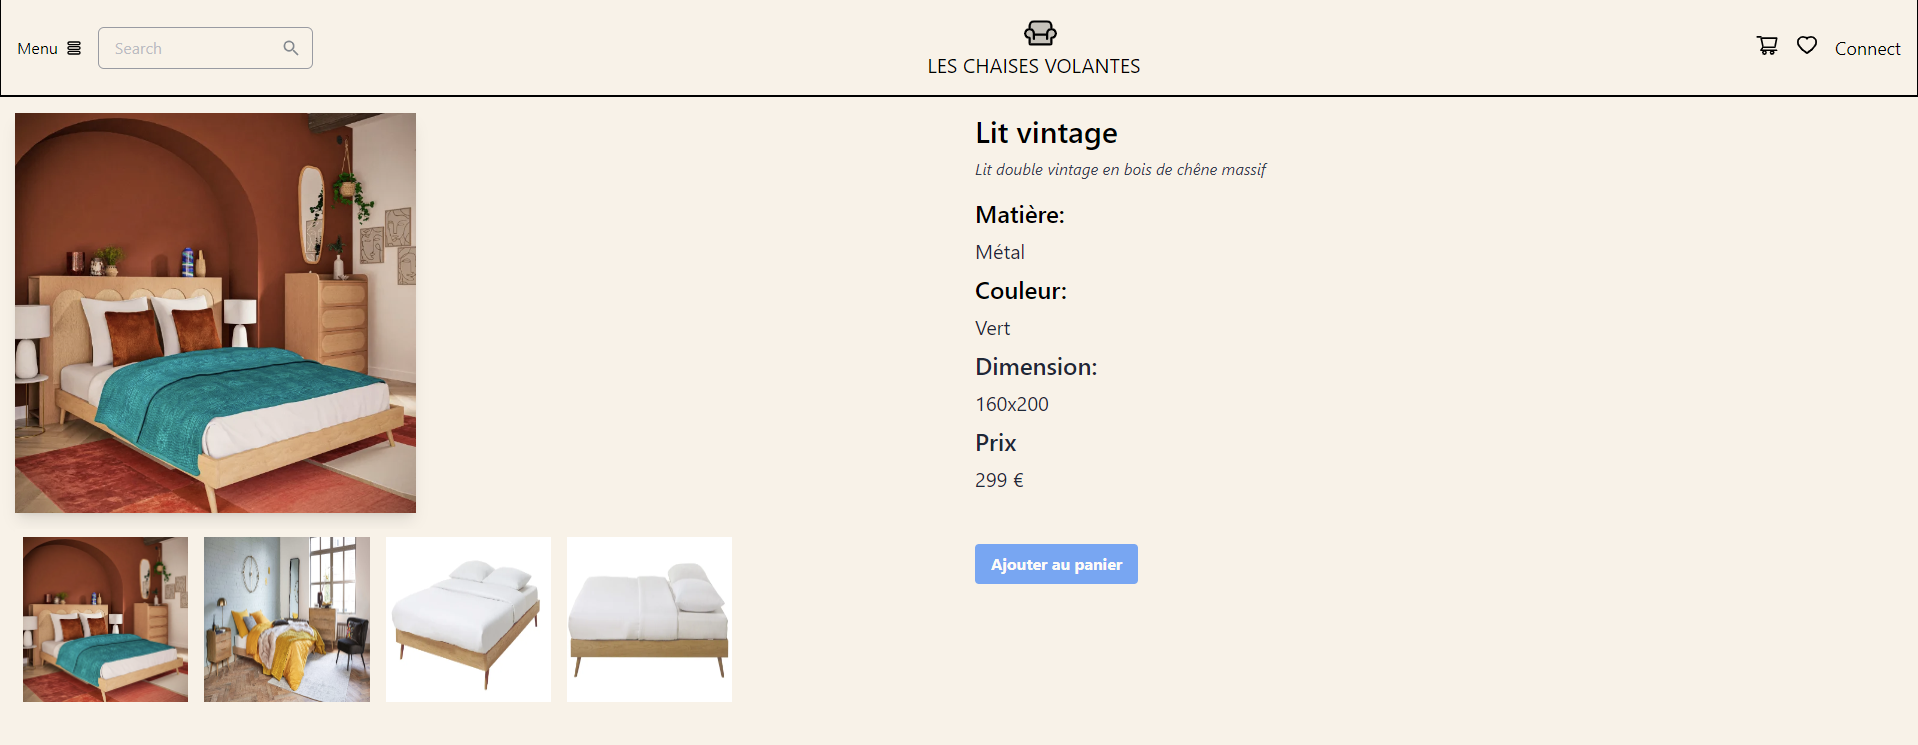 Menu
Search
LES CHAISES VOLANTES
Connect
Lit vintage
Lit double vintage en bois de chêne massif
Matière:
Métal
Couleur:
Vert
Dimension:
160x200
Prix
299 €
Ajouter au panier